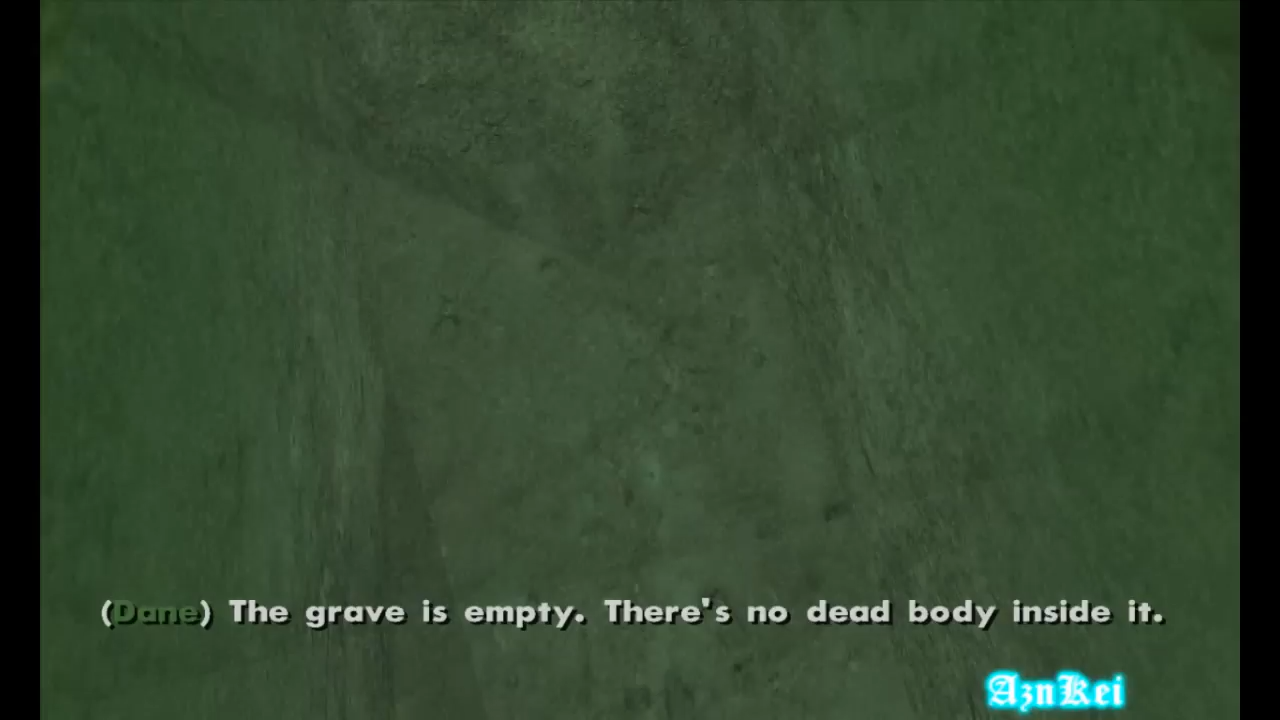 (Dane) The grave is empty. There's no dead body inside it.
AznKei